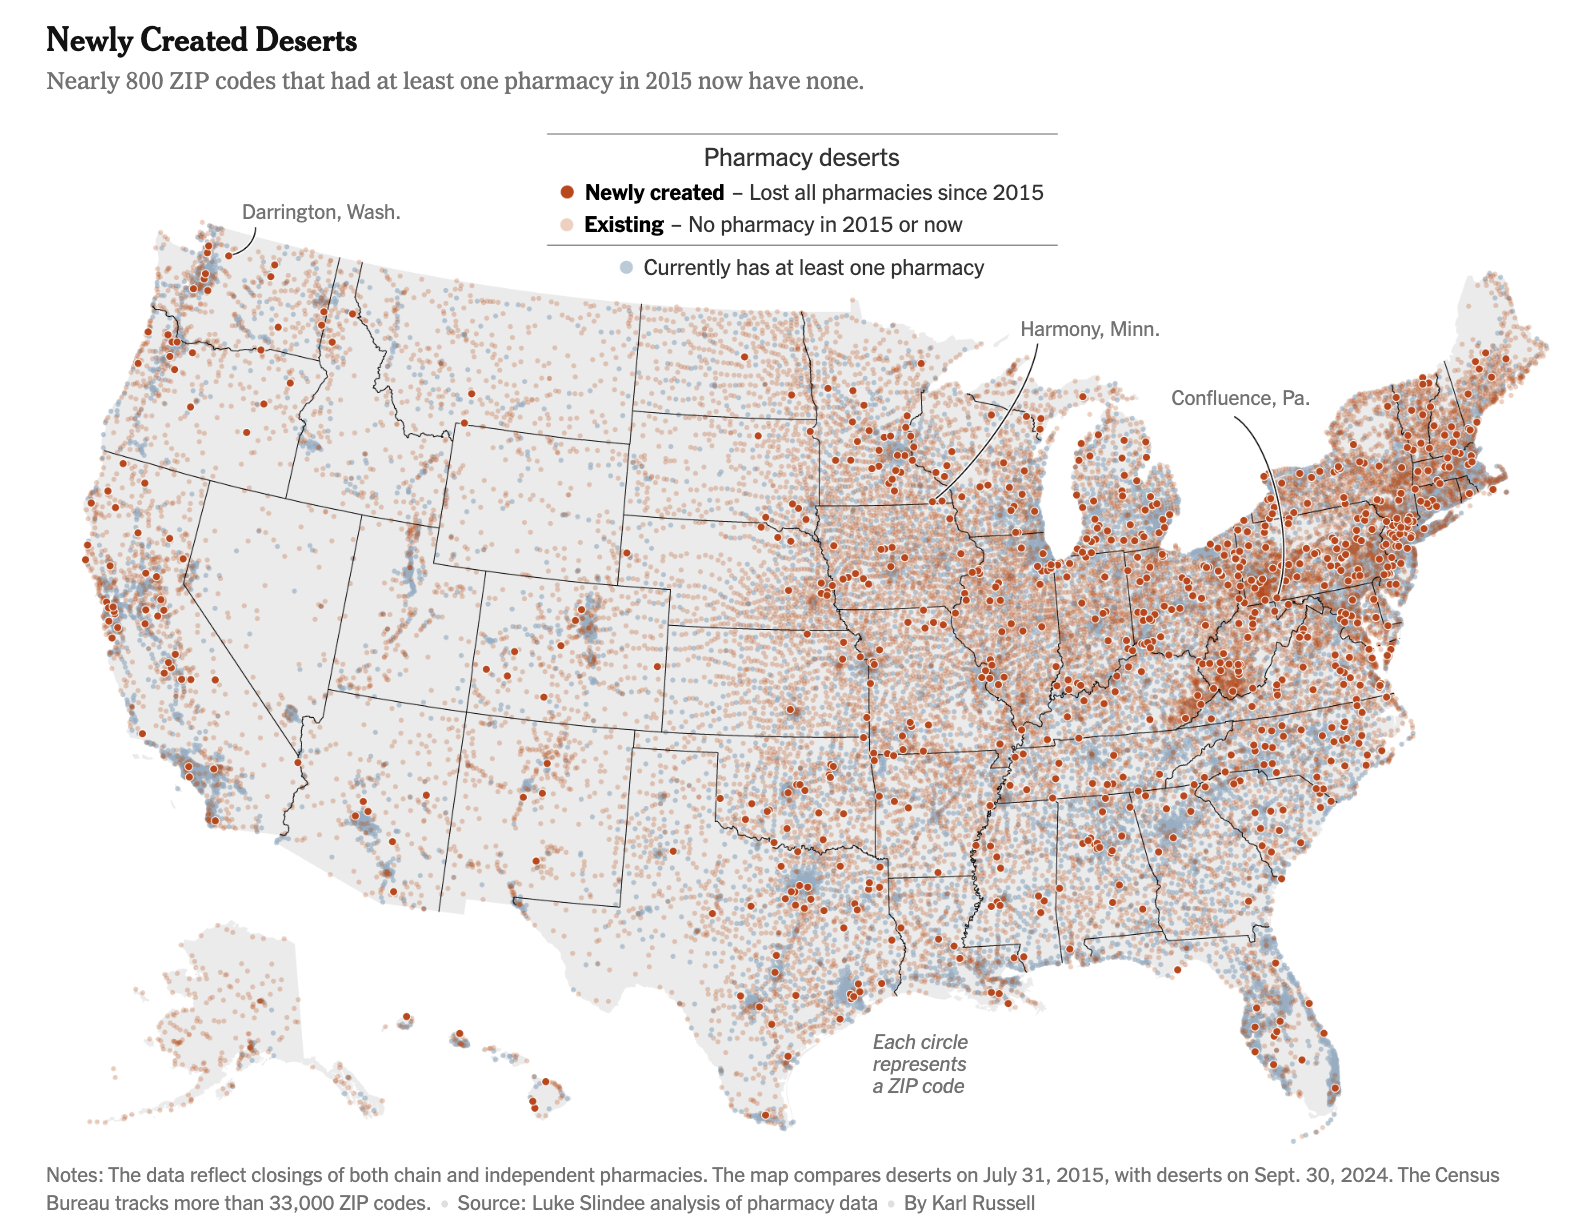 Newly Created Deserts
Nearly 800 ZIP codes that had at least one pharmacy in 2015 now have none.
Pharmacy deserts
Newly created – Lost all pharmacies since 2015
Existing – No pharmacy in 2015 or now
Currently has at least one pharmacy
Darrington, Wash.
Harmony, Minn.
Confluence, Pa.
Each circle
represents
a ZIP code
Notes: The data reflect closings of both chain and independent pharmacies. The map compares deserts on July 31, 2015, with deserts on Sept. 30, 2024. The Census
Bureau tracks more than 33,000 ZIP codes. • Source: Luke Slindee analysis of pharmacy data • By Karl Russell